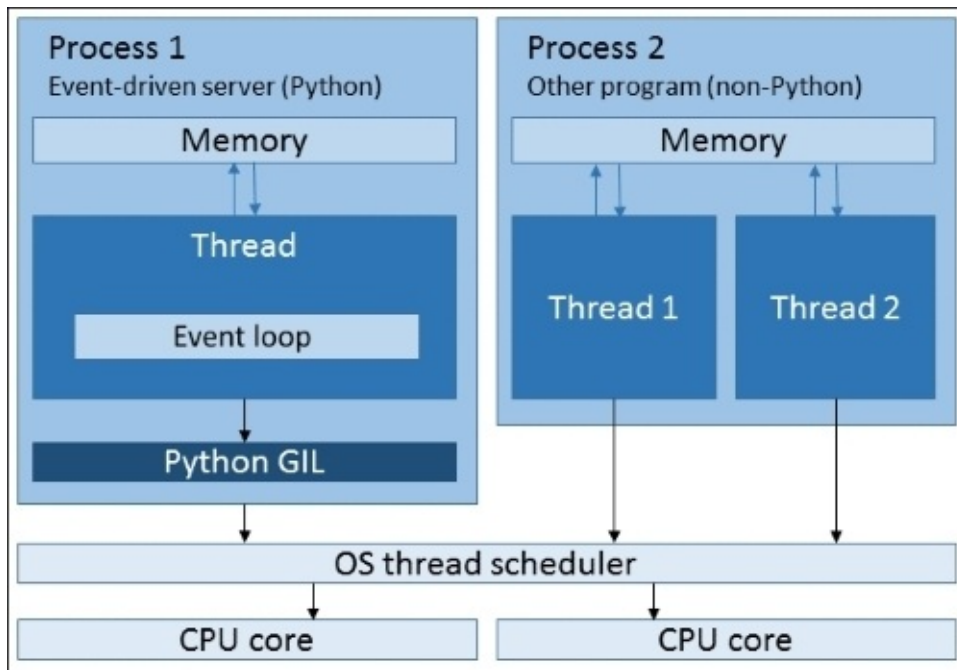 Process 1
Event-driven server (Python)
Memory
Thread
Event loop
Python GIL
Process 2
Other program (non-Python)
Memory
Thread 1
Thread 2
OS thread scheduler
CPU core
CPU core